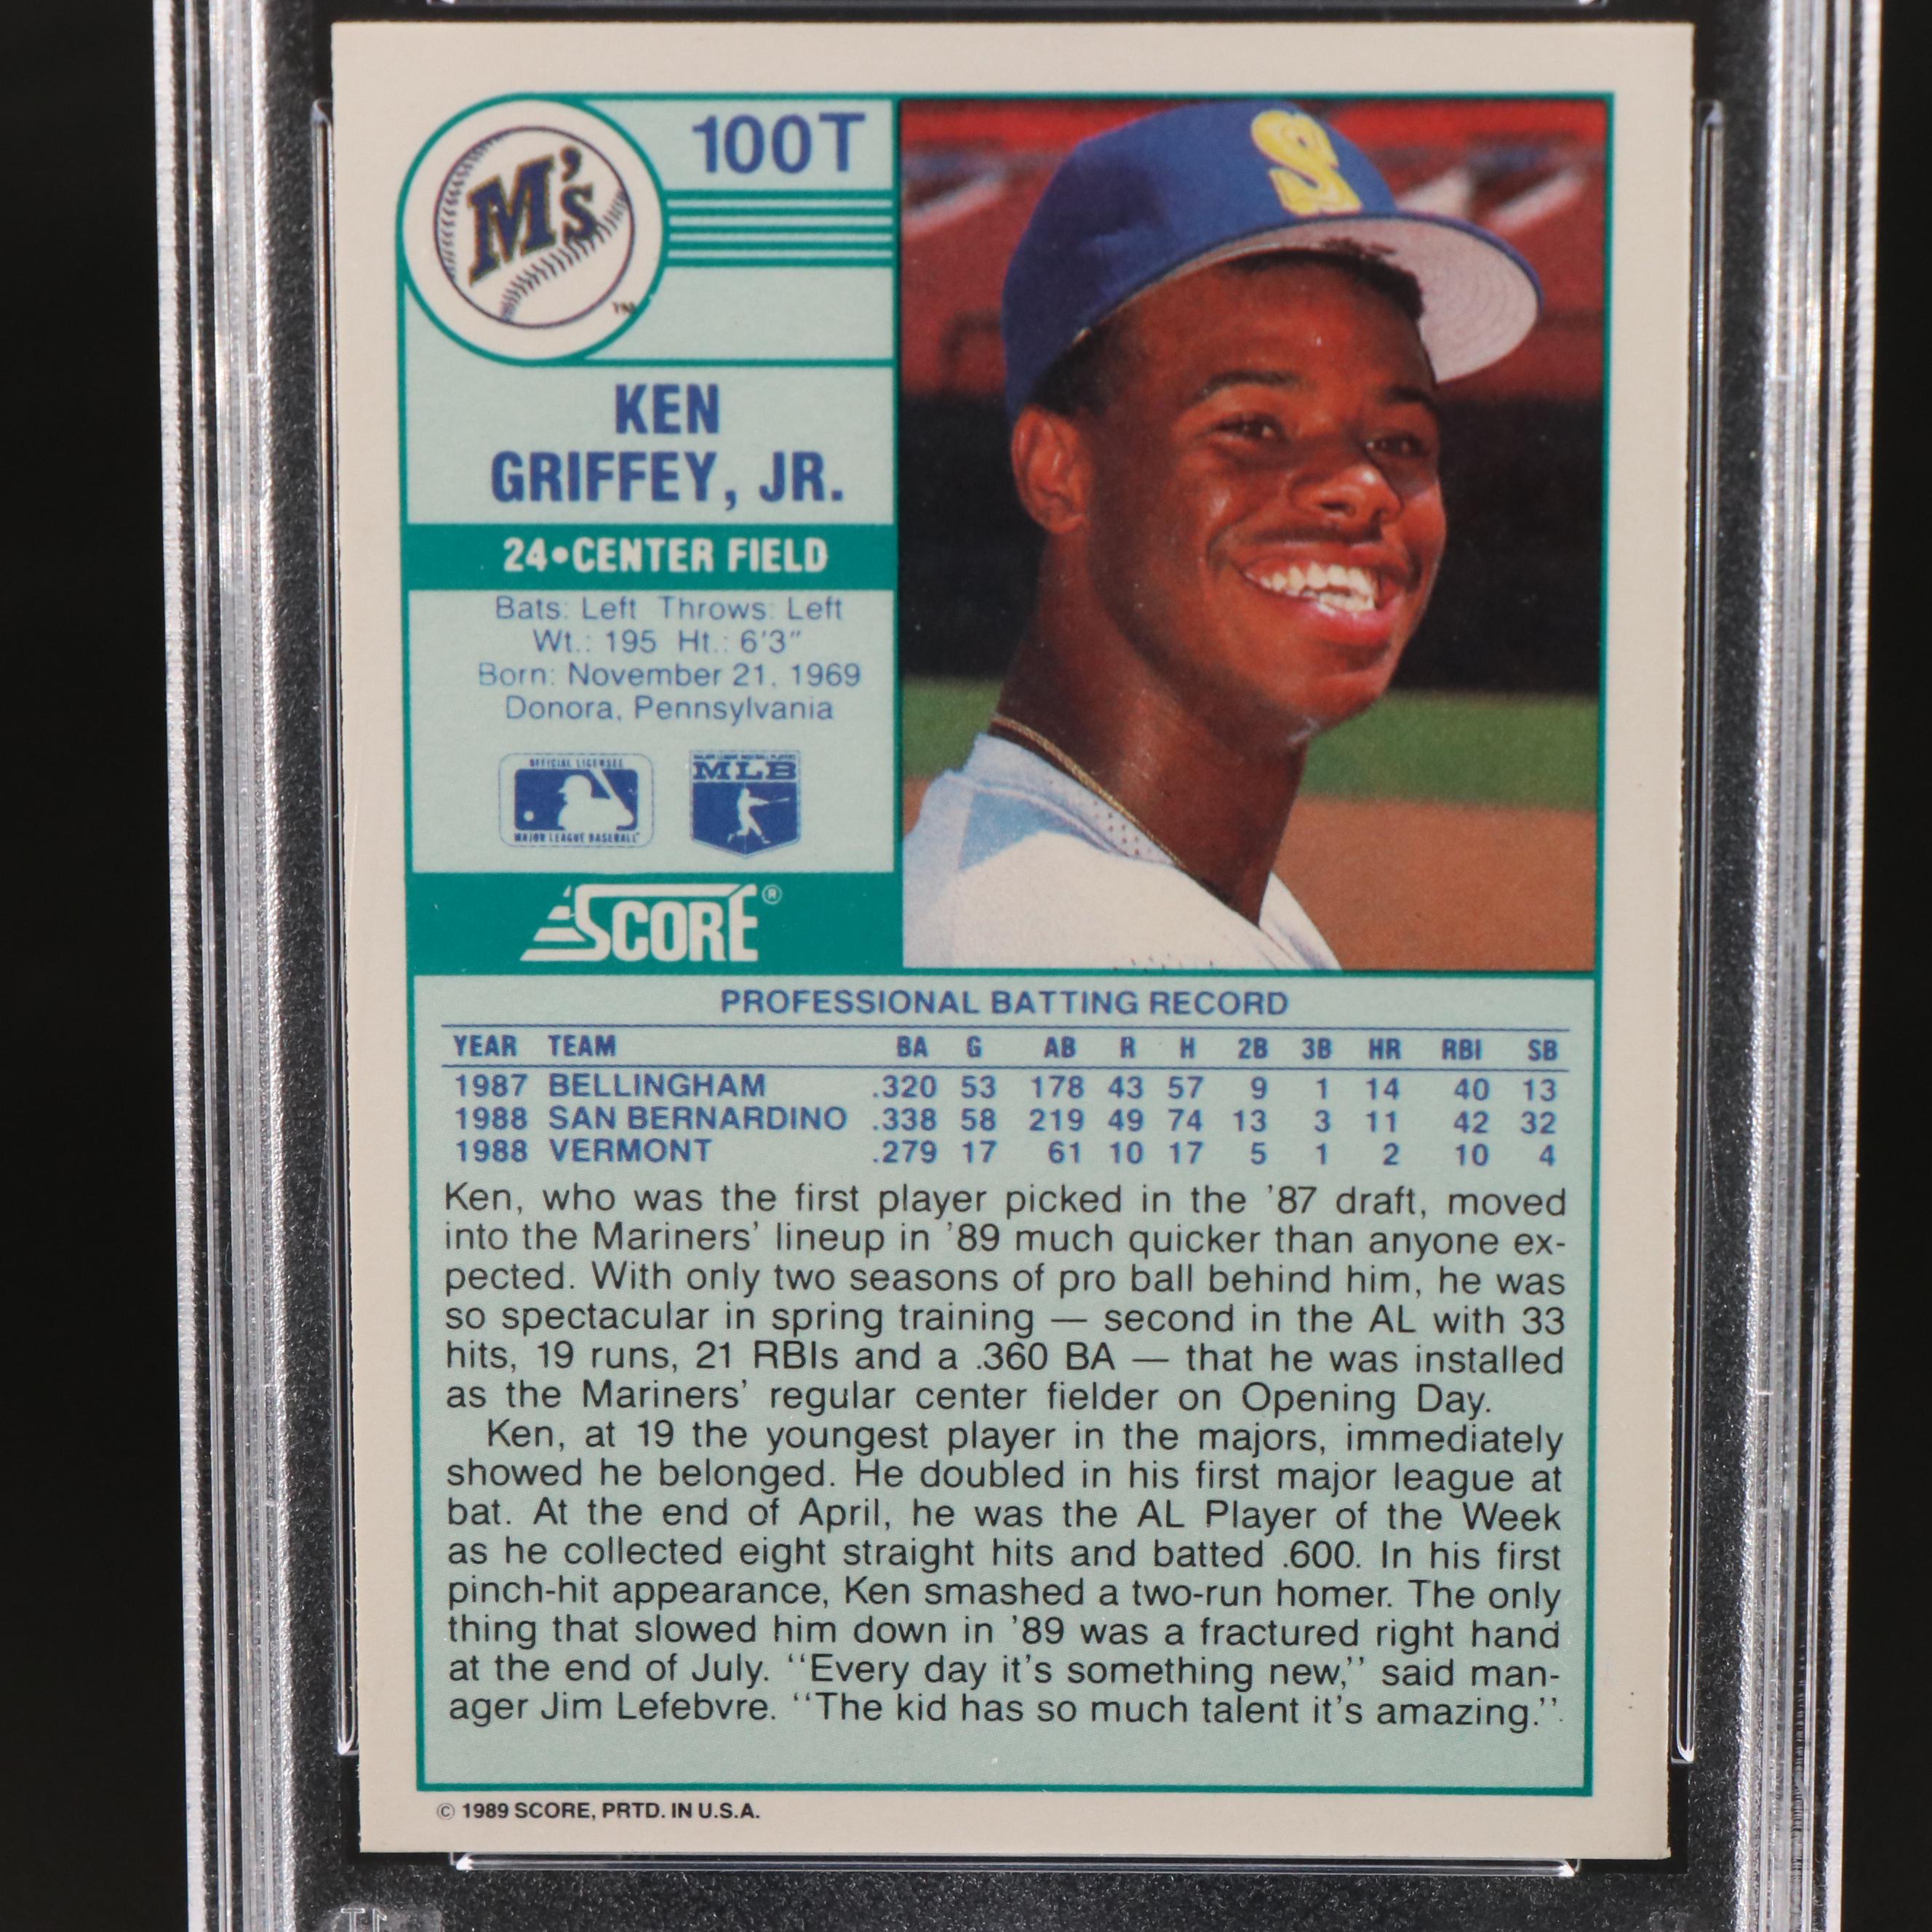 M's
TM
100T
S
KEN
GRIFFEY, JR.
24•CENTER FIELD
Bats: Left Throws: Left
Wt.: 195 Ht.: 6'3"
Born: November 21, 1969
Donora, Pennsylvania
OFFICIAL LICENSEE
MAJOR LEAGUE BASEBALL
MAJOR LEAGUE BASEBALL PLAYERS
MLB
SCORE®
PROFESSIONAL BATTING RECORD
YEAR TEAM BA G AB R H 2B 3B HR RBI SB
1987 BELLINGHAM .320 53 178 43 57 9 1 14 40 13
1988 SAN BERNARDINO .338 58 219 49 74 13 3 11 42 32
1988 VERMONT .279 17 61 10 17 5 1 2 10 4
Ken, who was the first player picked in the '87 draft, moved
into the Mariners' lineup in '89 much quicker than anyone ex-
pected. With only two seasons of pro ball behind him, he was
so spectacular in spring training — second in the AL with 33
hits, 19 runs, 21 RBIs and a .360 BA — that he was installed
as the Mariners' regular center fielder on Opening Day.
Ken, at 19 the youngest player in the majors, immediately
showed he belonged. He doubled in his first major league at
bat. At the end of April, he was the AL Player of the Week
as he collected eight straight hits and batted .600. In his first
pinch-hit appearance, Ken smashed a two-run homer. The only
thing that slowed him down in '89 was a fractured right hand
at the end of July. ''Every day it's something new,'' said man-
ager Jim Lefebvre. ''The kid has so much talent it's amazing.''
© 1989 SCORE, PRTD. IN U.S.A.